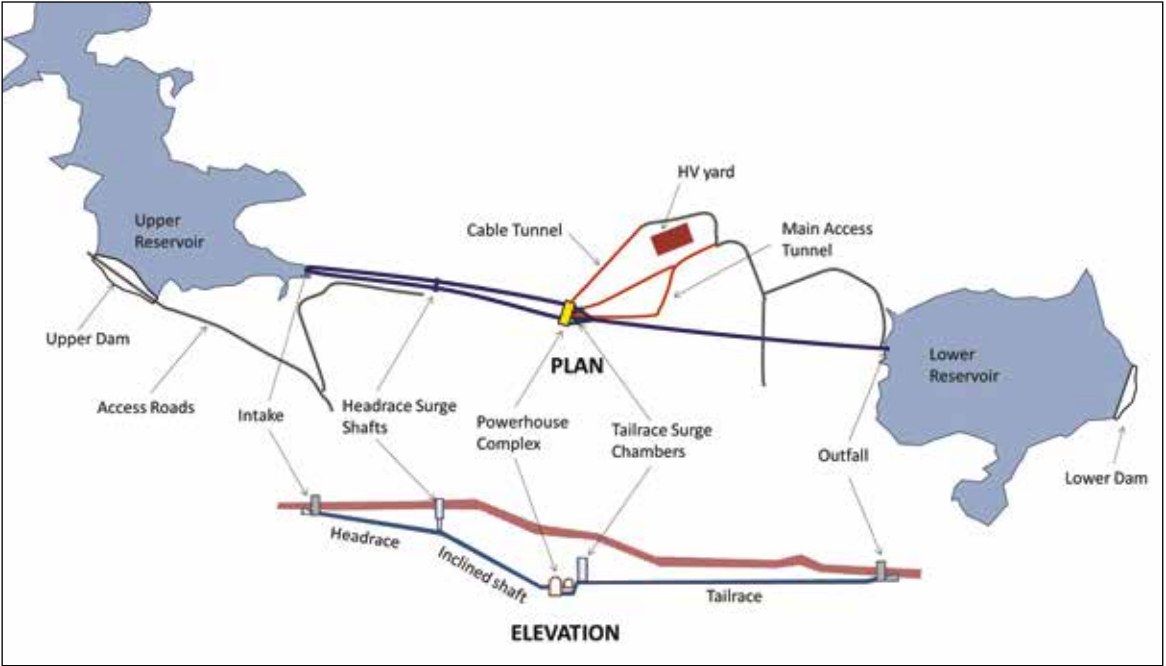 HV yard
Cable Tunnel
Main Access
Tunnel
Upper
Reservoir
Upper Dam
PLAN
Lower
Reservoir
Access Roads
Intake
Headrace Surge
Shafts
Powerhouse
Complex
Tailrace Surge
Chambers
Outfall
Lower Dam
Headrace
Inclined shaft
Tailrace
ELEVATION